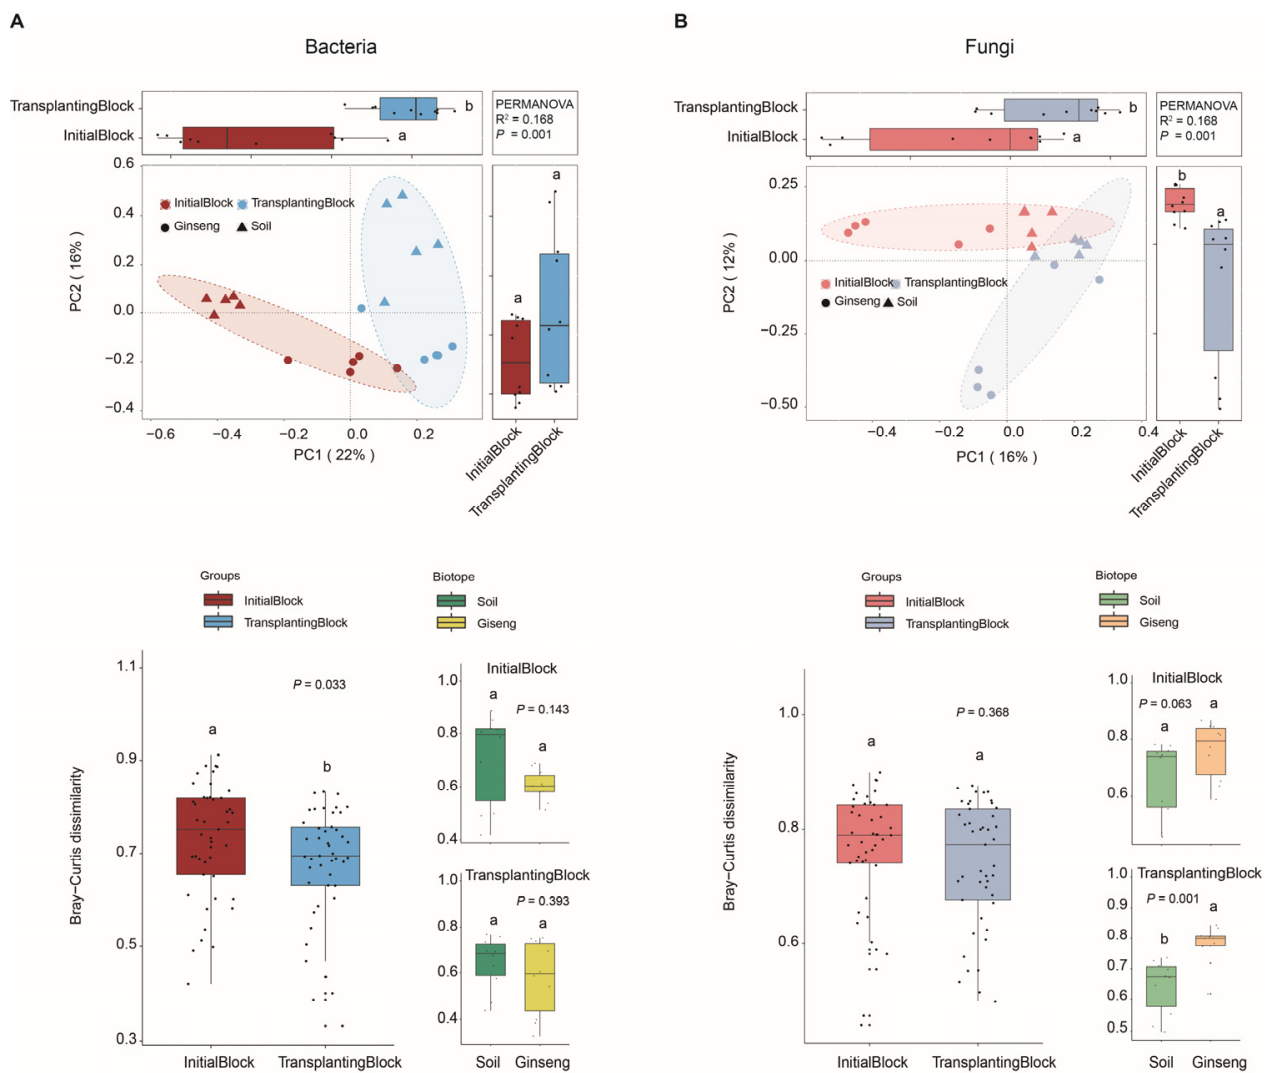 A
Bacteria
TransplantingBlock
InitialBlock
b
a
PERMANOVA
R² = 0.168
P = 0.001
0.6
0.4
0.2
0.0
−0.2
−0.4
PC2 ( 16%)
InitialBlock
TransplantingBlock
Ginseng
Soil
a
a
−0.6
−0.4
−0.2
0.0
0.2
PC1 ( 22% )
InitialBlock
TransplantingBlock
Groups
InitialBlock
TransplantingBlock
Biotope
Soil
Giseng
1.1
0.9
0.7
0.5
0.3
Bray−Curtis dissimilarity
P = 0.033
a
b
InitialBlock
TransplantingBlock
InitialBlock
1.0
0.8
0.6
0.4
a
P = 0.143
a
TransplantingBlock
1.0
0.8
0.6
0.4
P = 0.393
a
a
Soil
Ginseng
B
Fungi
TransplantingBlock
InitialBlock
b
a
PERMANOVA
R² = 0.168
P = 0.001
0.25
0.00
−0.25
−0.50
PC2 ( 12%)
InitialBlock
TransplantingBlock
Ginseng
Soil
b
a
−0.4
−0.2
0.0
0.2
0.4
PC1 ( 16%)
InitialBlock
TransplantingBlock
Groups
InitialBlock
TransplantingBlock
Biotope
Soil
Giseng
1.0
0.8
0.6
Bray−Curtis dissimilarity
P = 0.368
a
a
InitialBlock
TransplantingBlock
InitialBlock
1.0
0.8
0.6
P = 0.063
a
a
TransplantingBlock
1.0
0.9
0.8
0.7
0.6
0.5
P = 0.001
a
b
Soil
Ginseng